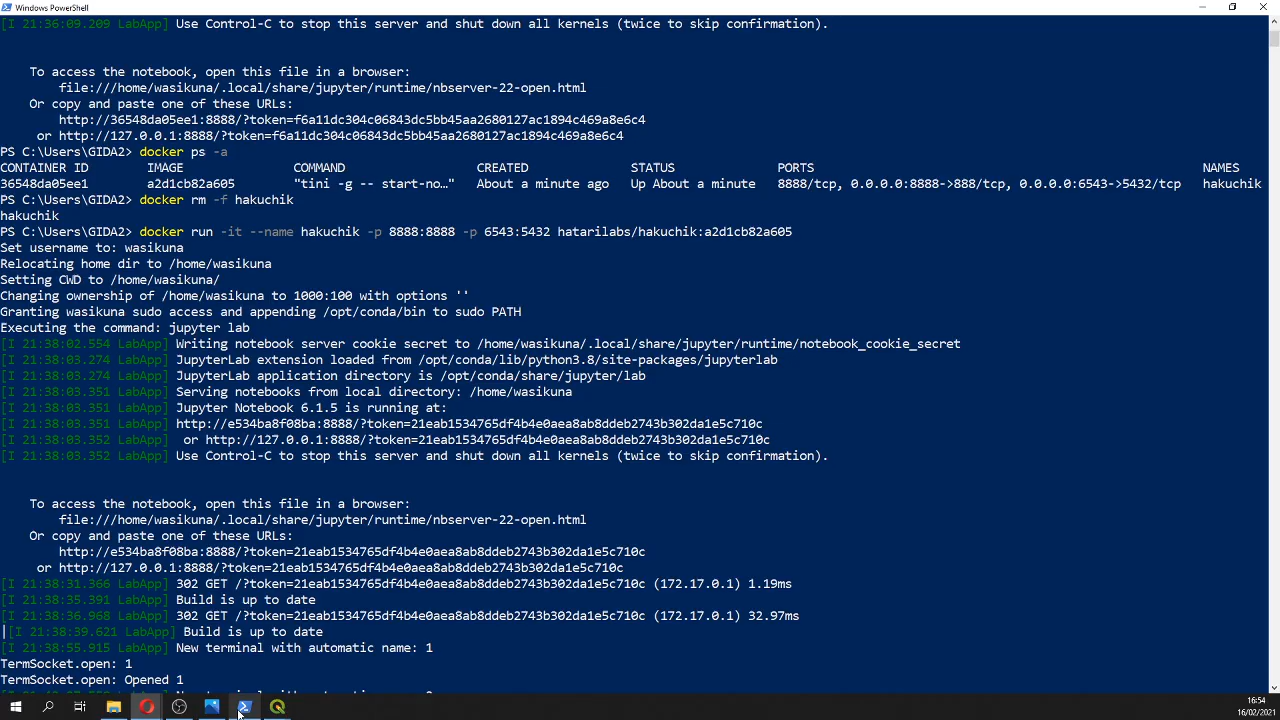 Windows PowerShell
[I 21:36:09.209 LabApp] Use Control-C to stop this server and shut down all kernels (twice to skip confirmation).
To access the notebook, open this file in a browser:
file:///home/wasikuna/.local/share/jupyter/runtime/nbserver-22-open.html
Or copy and paste one of these URLs:
http://36548da05ee1:8888/?token=f6a11dc304c06843dc5bb45aa2680127ac1894c469a8c6e4
or http://127.0.0.1:8888/?token=f6a11dc304c06843dc5bb45aa2680127ac1894c469a8c6e4
PS C:\Users\GIDA2> docker ps -a
CONTAINER ID IMAGE COMMAND CREATED STATUS PORTS NAMES
36548da05ee1 a2d1cb82a605 "tini -g -- start-no…" About a minute ago Up About a minute 8888/tcp, 0.0.0.0:8888->888/tcp, 0.0.0.0:6543->5432/tcp hakuchik
PS C:\Users\GIDA2> docker rm -f hakuchik
hakuchik
PS C:\Users\GIDA2> docker run -it --name hakuchik -p 8888:8888 -p 6543:5432 hatarilabs/hakuchik:a2d1cb82a605
Set username to: wasikuna
Relocating home dir to /home/wasikuna
Setting CWD to /home/wasikuna/
Changing ownership of /home/wasikuna to 1000:100 with options ''
Granting wasikuna sudo access and appending /opt/conda/bin to sudo PATH
Executing the command: jupyter lab
[I 21:38:02.554 LabApp] Writing notebook server cookie secret to /home/wasikuna/.local/share/jupyter/runtime/notebook_cookie_secret
[I 21:38:03.274 LabApp] JupyterLab extension loaded from /opt/conda/lib/python3.8/site-packages/jupyterlab
[I 21:38:03.274 LabApp] JupyterLab application directory is /opt/conda/share/jupyter/lab
[I 21:38:03.351 LabApp] Serving notebooks from local directory: /home/wasikuna
[I 21:38:03.351 LabApp] Jupyter Notebook 6.1.5 is running at:
[I 21:38:03.351 LabApp] http://e534ba8f08ba:8888/?token=21eab1534765df4b4e0aea8ab8ddeb2743b302da1e5c710c
[I 21:38:03.352 LabApp] or http://127.0.0.1:8888/?token=21eab1534765df4b4e0aea8ab8ddeb2743b302da1e5c710c
[I 21:38:03.352 LabApp] Use Control-C to stop this server and shut down all kernels (twice to skip confirmation).
To access the notebook, open this file in a browser:
file:///home/wasikuna/.local/share/jupyter/runtime/nbserver-22-open.html
Or copy and paste one of these URLs:
http://e534ba8f08ba:8888/?token=21eab1534765df4b4e0aea8ab8ddeb2743b302da1e5c710c
or http://127.0.0.1:8888/?token=21eab1534765df4b4e0aea8ab8ddeb2743b302da1e5c710c
[I 21:38:31.366 LabApp] 302 GET /?token=21eab1534765df4b4e0aea8ab8ddeb2743b302da1e5c710c (172.17.0.1) 1.19ms
[I 21:38:35.391 LabApp] Build is up to date
[I 21:38:36.968 LabApp] 302 GET /?token=21eab1534765df4b4e0aea8ab8ddeb2743b302da1e5c710c (172.17.0.1) 32.97ms
|[I 21:38:39.621 LabApp] Build is up to date
[I 21:38:55.915 LabApp] New terminal with automatic name: 1
TermSocket.open: 1
TermSocket.open: Opened 1
16:54
16/02/2021